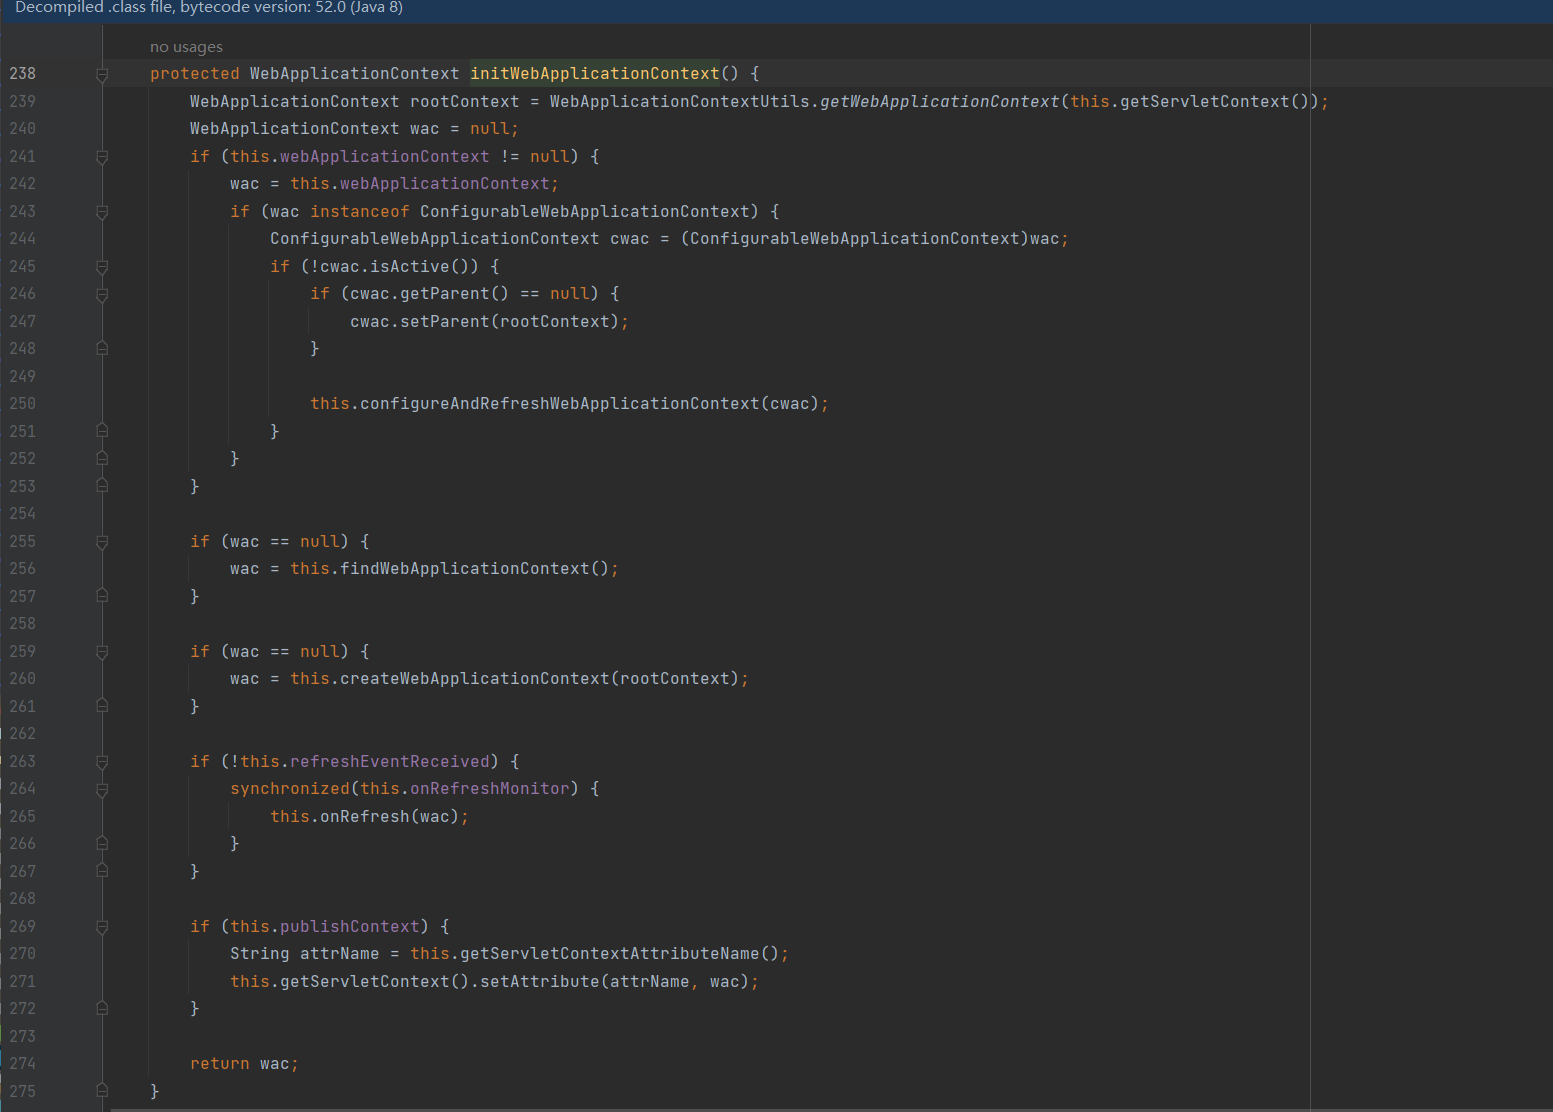 Decompiled .class file, bytecode version: 52.0 (Java 8)
no usages
238 protected WebApplicationContext initWebApplicationContext() {
239 WebApplicationContext rootContext = WebApplicationContextUtils.getWebApplicationContext(this.getServletContext());
240 WebApplicationContext wac = null;
241 if (this.webApplicationContext != null) {
242 wac = this.webApplicationContext;
243 if (wac instanceof ConfigurableWebApplicationContext) {
244 ConfigurableWebApplicationContext cwac = (ConfigurableWebApplicationContext)wac;
245 if (!cwac.isActive()) {
246 if (cwac.getParent() == null) {
247 cwac.setParent(rootContext);
248 }
249
250 this.configureAndRefreshWebApplicationContext(cwac);
251 }
252 }
253 }
254
255 if (wac == null) {
256 wac = this.findWebApplicationContext();
257 }
258
259 if (wac == null) {
260 wac = this.createWebApplicationContext(rootContext);
261 }
262
263 if (!this.refreshEventReceived) {
264 synchronized(this.onRefreshMonitor) {
265 this.onRefresh(wac);
266 }
267 }
268
269 if (this.publishContext) {
270 String attrName = this.getServletContextAttributeName();
271 this.getServletContext().setAttribute(attrName, wac);
272 }
273
274 return wac;
275 }